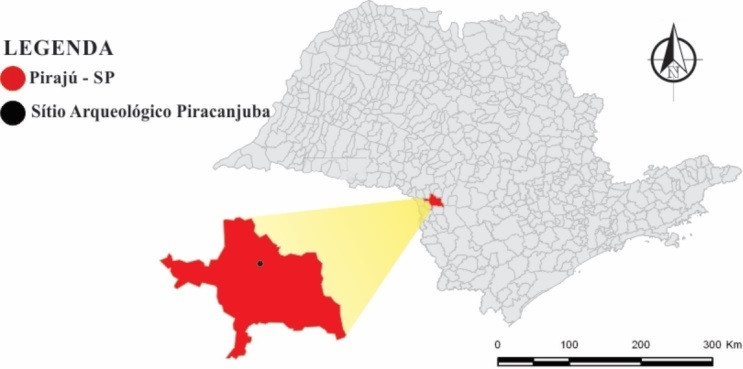 LEGENDA
Pirajú - SP
Sítio Arqueológico Piracanjuba
N
0 100 200 300 Km